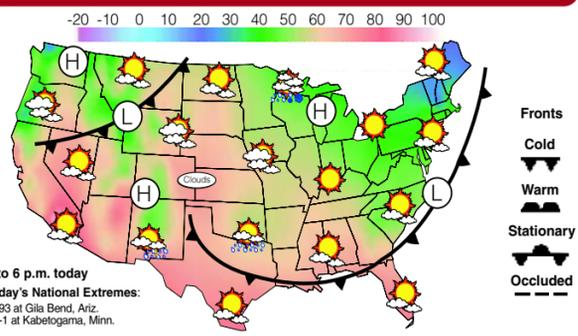 -20 -10 0 10 20 30 40 50 60 70 80 90 100
H
L
H
H
Clouds
L
Fronts
Cold
Warm
Stationary
Occluded
to 6 p.m. today
day's National Extremes:
93 at Gila Bend, Ariz.
-1 at Kabetogama, Minn.